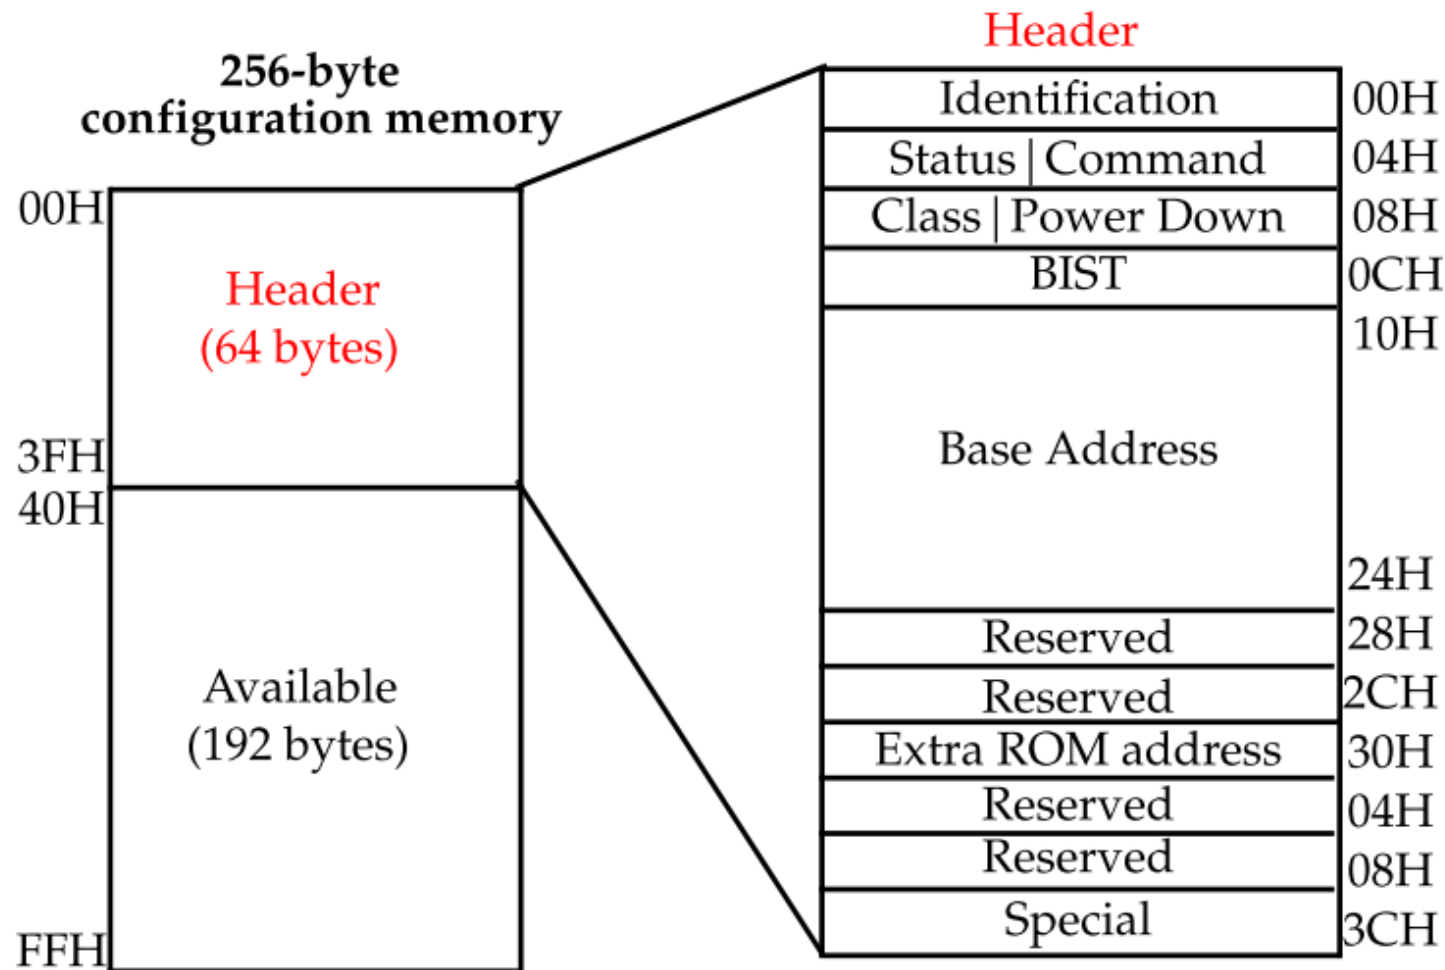 256-byte
configuration memory
00H
Header
(64 bytes)
3FH
40H
Available
(192 bytes)
FFH
Header
Identification 00H
Status | Command 04H
Class | Power Down 08H
BIST 0CH
10H
Base Address
24H
Reserved 28H
Reserved 2CH
Extra ROM address 30H
Reserved 04H
Reserved 08H
Special 3CH